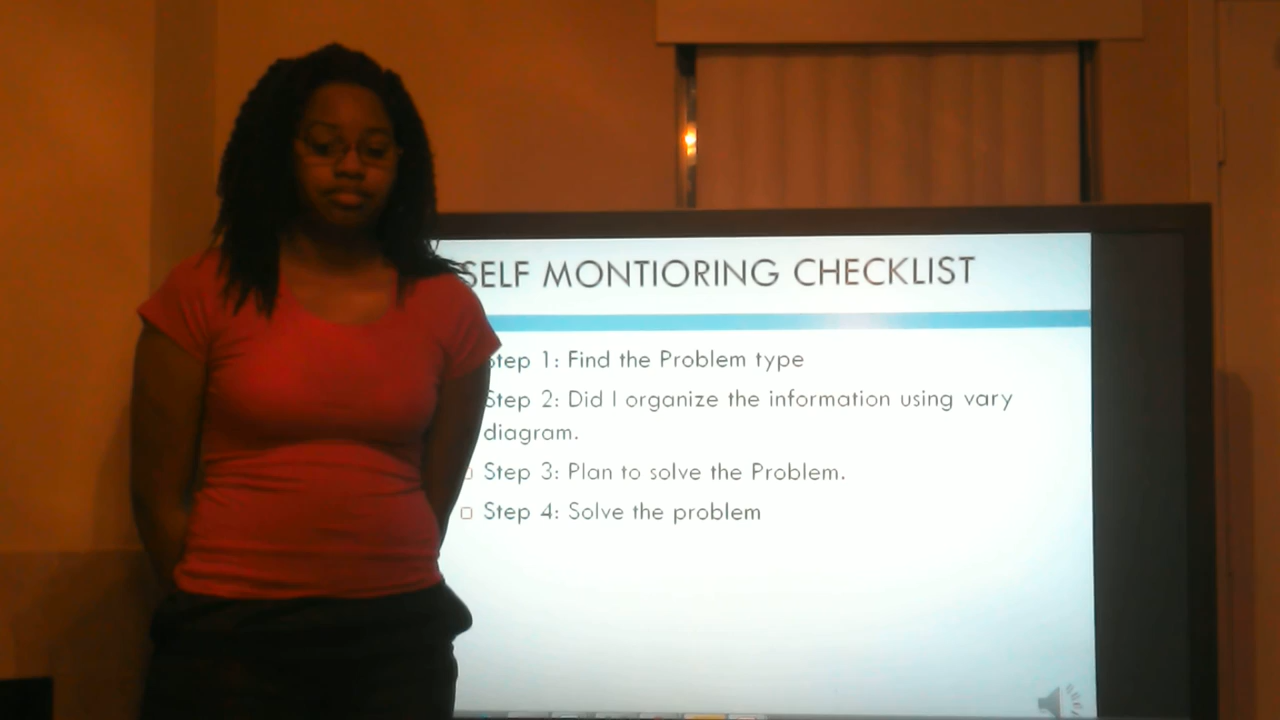 SELF MONTIORING CHECKLIST
Step 1: Find the Problem type
Step 2: Did I organize the information using vary
diagram.
Step 3: Plan to solve the Problem.
Step 4: Solve the problem